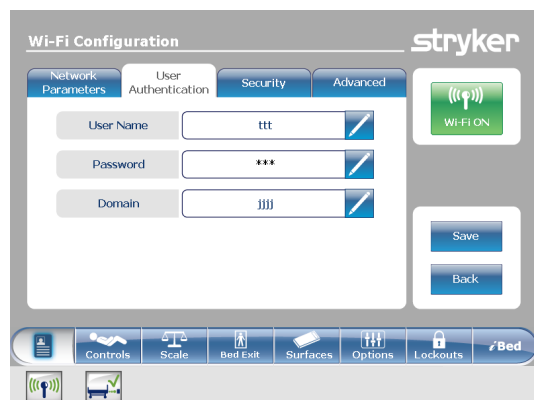 Wi-Fi Configuration
stryker
Network
Parameters
User
Authentication
Security
Advanced
Wi-Fi ON
User Name
ttt
Password
***
Domain
jjjj
Save
Back
Controls
Scale
Bed Exit
Surfaces
Options
Lockouts
iBed